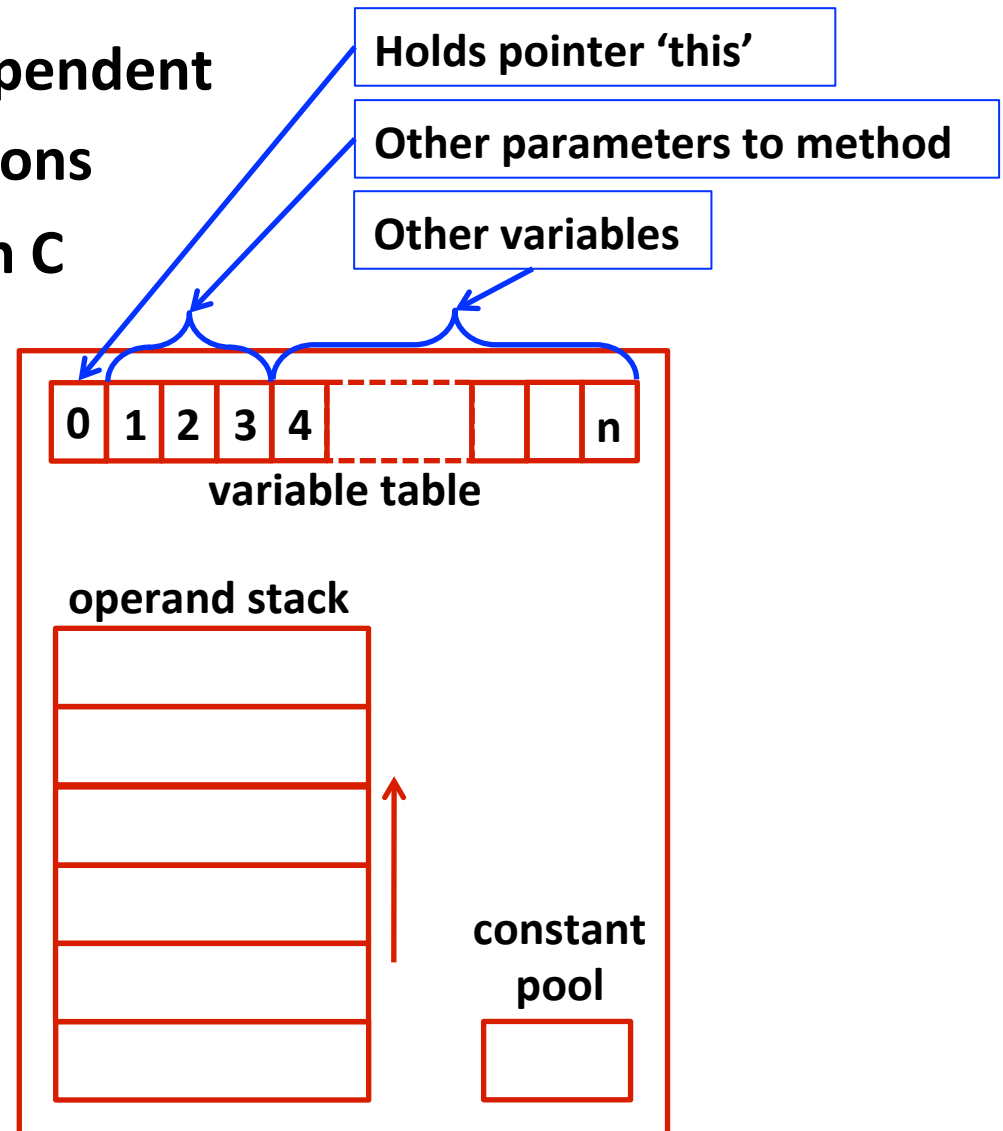 pendent
ons
n C
Holds pointer ‘this’
Other parameters to method
Other variables
0 1 2 3 4 n
variable table
operand stack
constant
pool